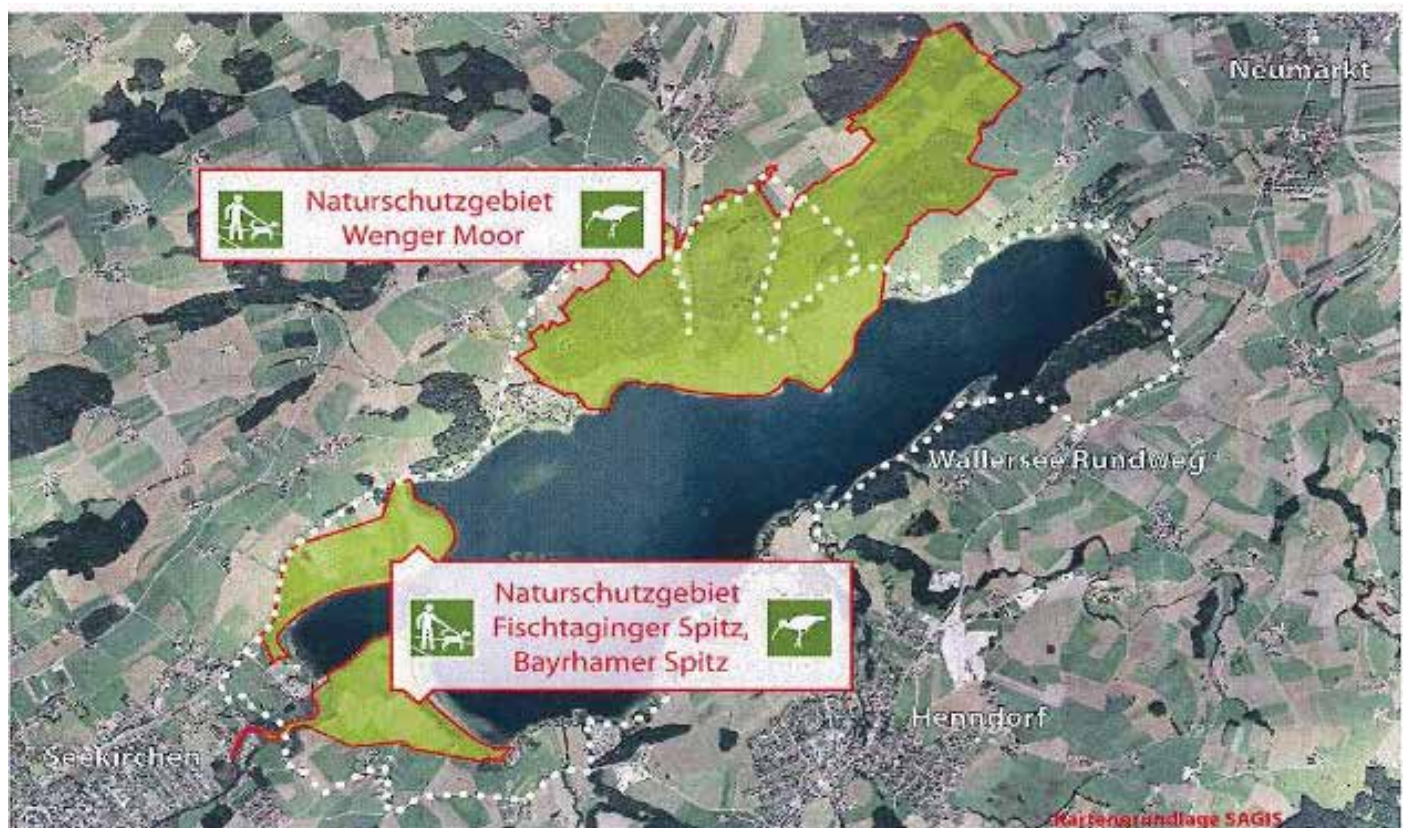 Neumarkt
Naturschutzgebiet
Wenger Moor
Wallersee Rundweg
Naturschutzgebiet
Fischtaginger Spitz,
Bayrhamer Spitz
Henndorf
Seekirchen
Kartengrundlage SAGIS